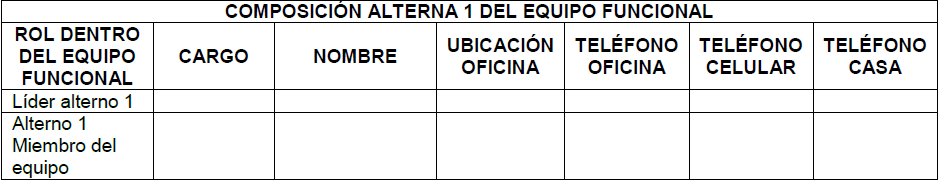 COMPOSICIÓN ALTERNA 1 DEL EQUIPO FUNCIONAL
ROL DENTRO DEL EQUIPO FUNCIONAL
CARGO
NOMBRE
UBICACIÓN OFICINA
TELÉFONO OFICINA
TELÉFONO CELULAR
TELÉFONO CASA
Líder alterno 1
Alterno 1
Miembro del
equipo